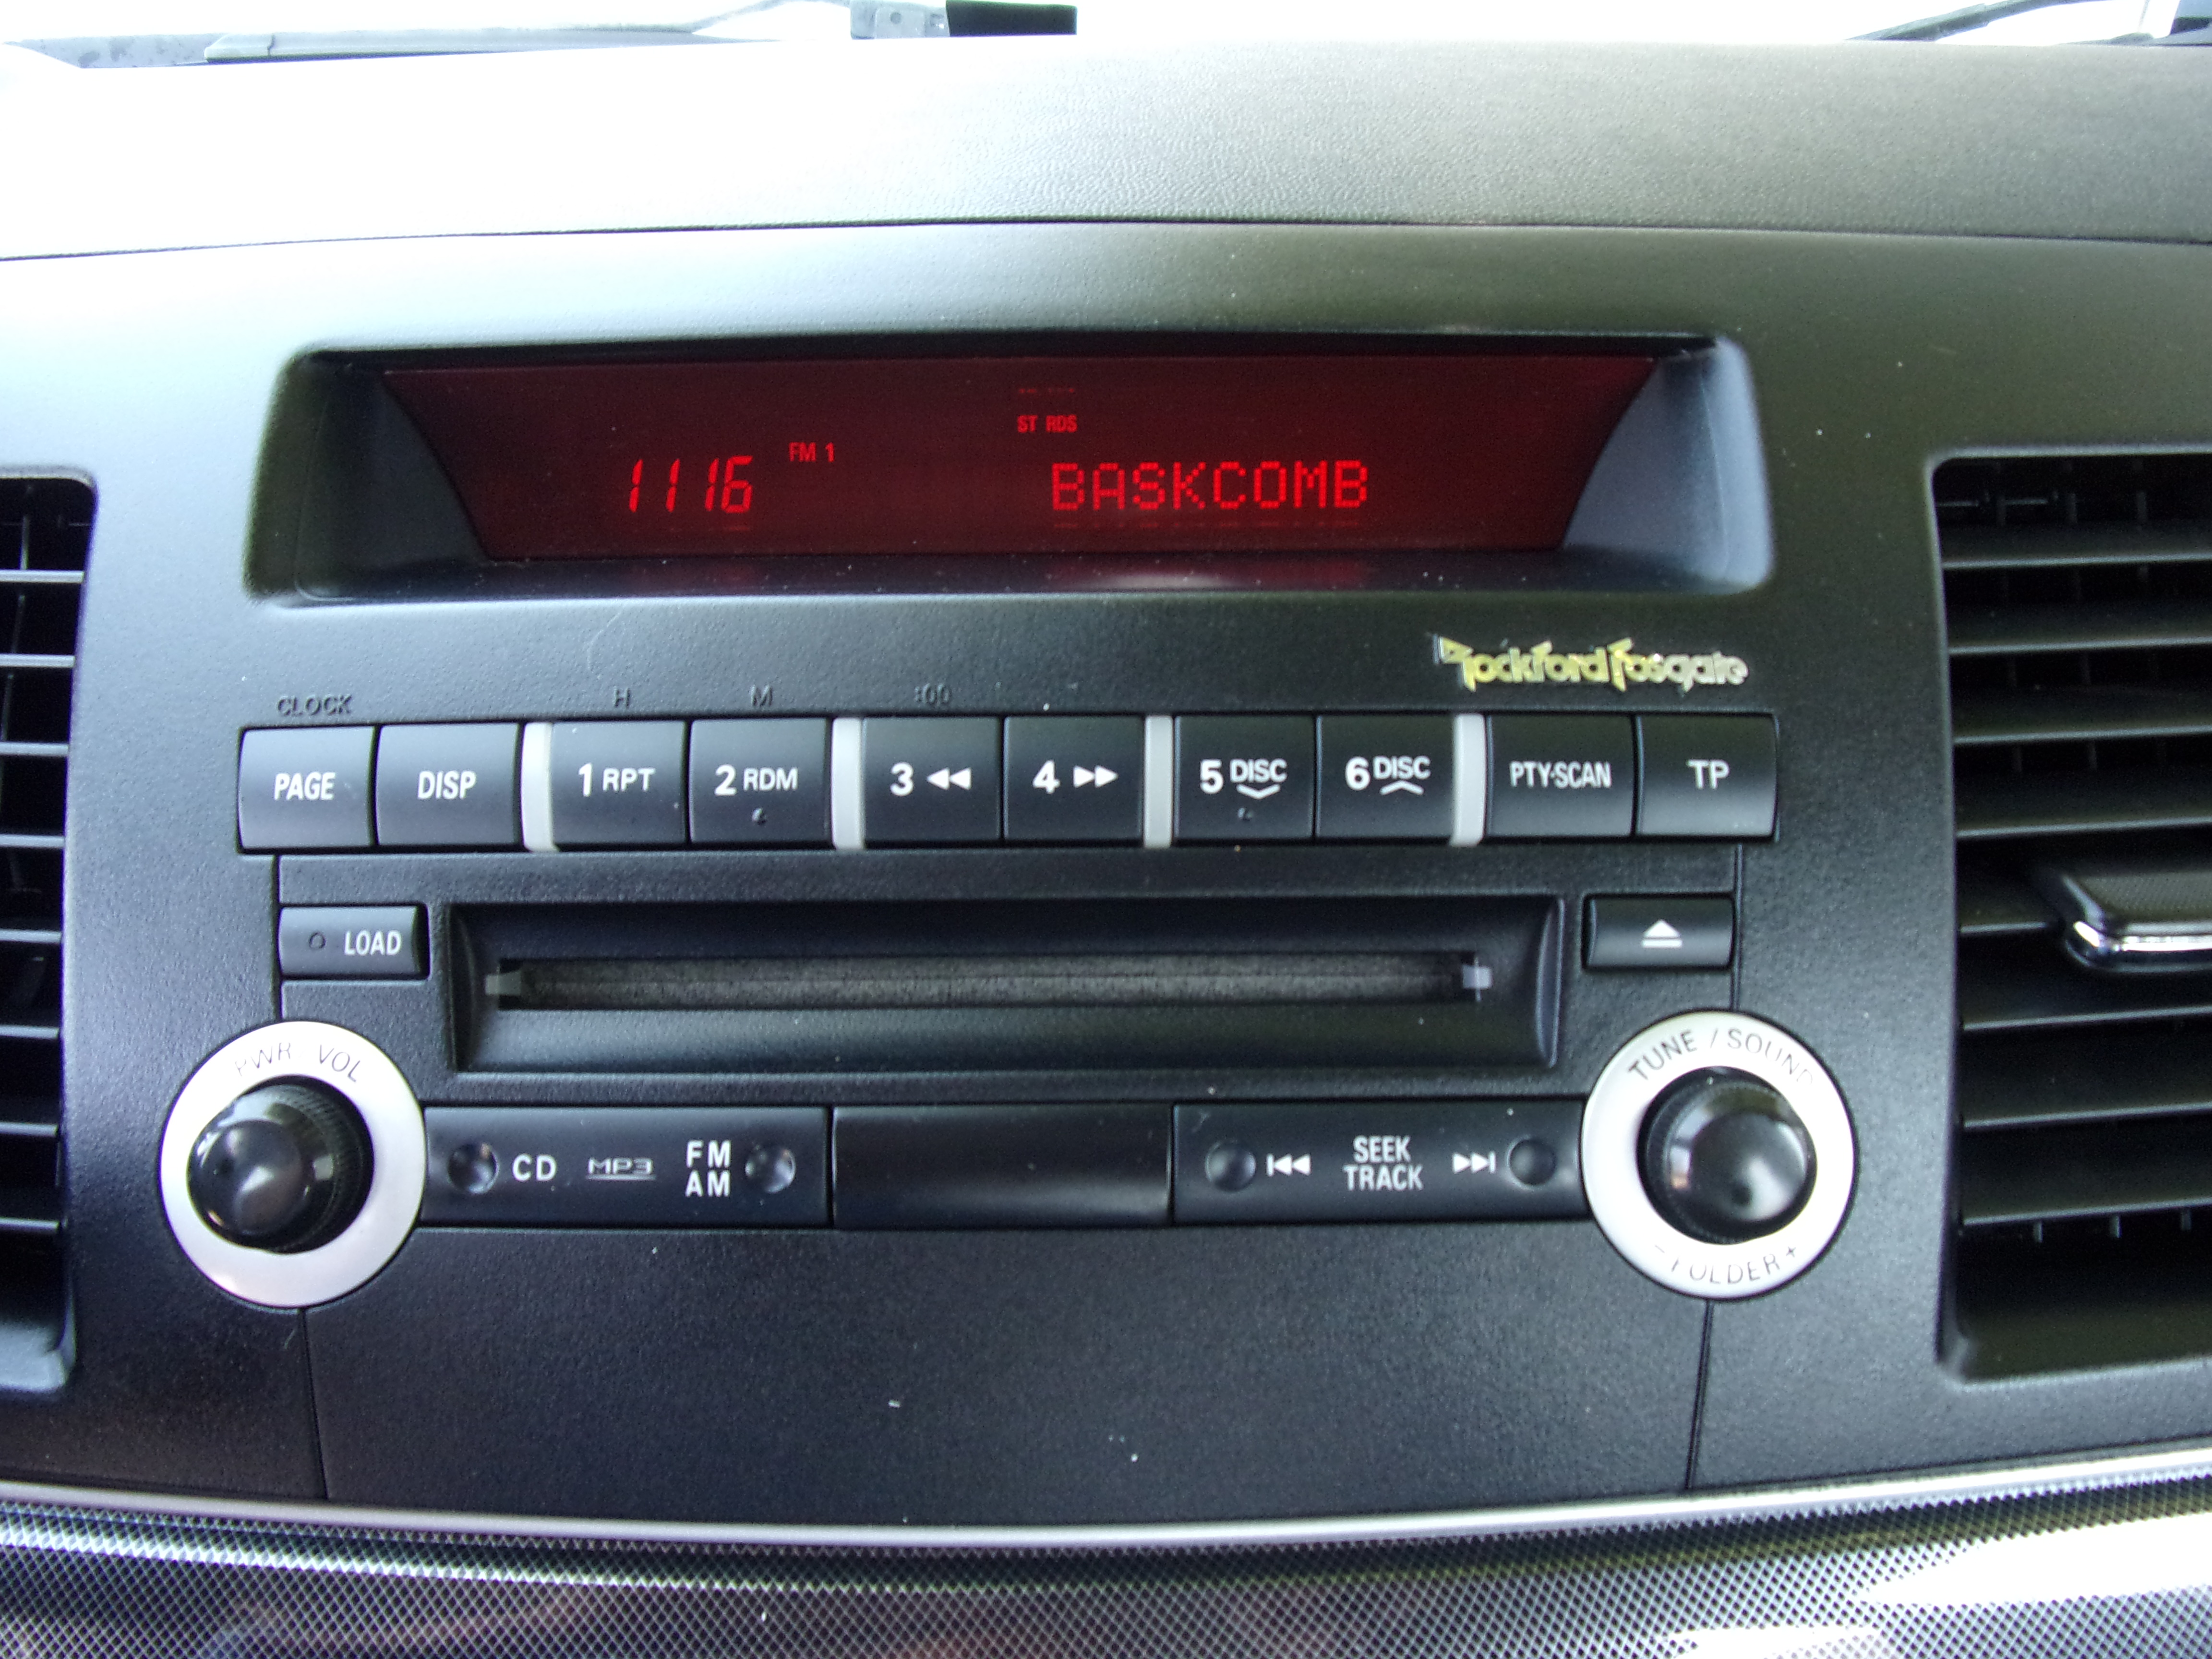 ST RDS
1116 FM 1 BASKCOMB
Rockford Fosgate
CLOCK H M :00
PAGE DISP 1 RPT 2 RDM 3 4 5 DISC 6 DISC PTY·SCAN TP
LOAD
PWR VOL
TUNE / SOUND
CD MP3 FM AM
SEEK TRACK
- FOLDER +